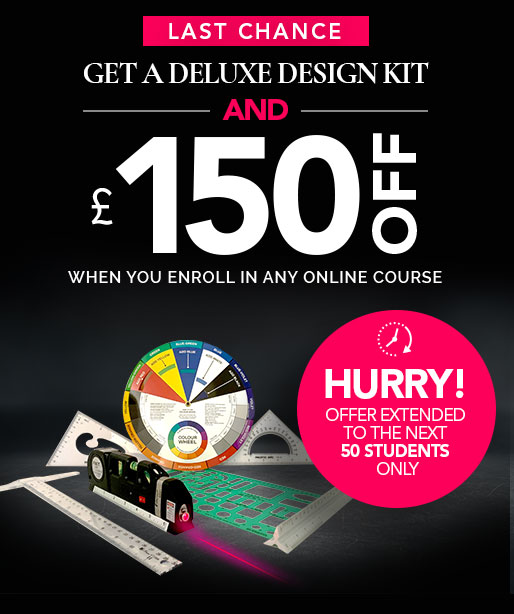 LAST CHANCE
GET A DELUXE DESIGN KIT
AND
£150 OFF
WHEN YOU ENROLL IN ANY ONLINE COURSE
HURRY!
OFFER EXTENDED
TO THE NEXT
50 STUDENTS
ONLY
COLOUR
WHEEL